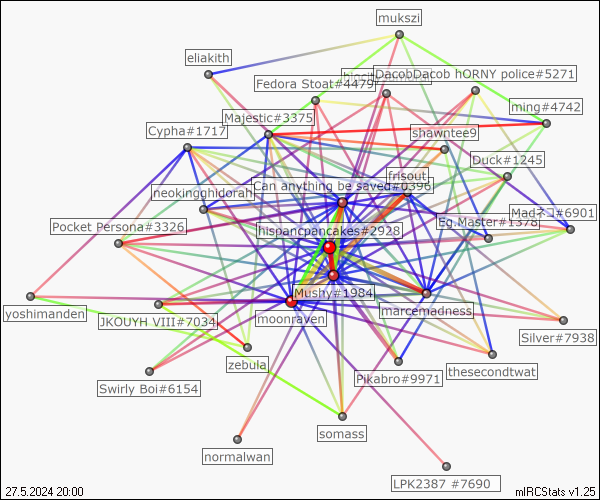 mukszi
eliakith
DacobDacob hORNY police#5271
Fedora Stoat#4479
ming#4742
Majestic#3375
Cypha#1717
shawntee9
Duck#1245
frisout
Can anything be saved#0396
neokingghidorah
Madネコ#6901
Pocket Persona#3326
Eg.Master#1378
hispancpancakes#2928
Mushy#1984
yoshimanden
moonraven
marcemadness
JKOUYH VIII#7034
Silver#7938
zebula
thesecondtwat
Pikabro#9971
Swirly Boi#6154
somass
normalwan
LPK2387 #7690
27.5.2024 20:00
mIRCStats v1.25